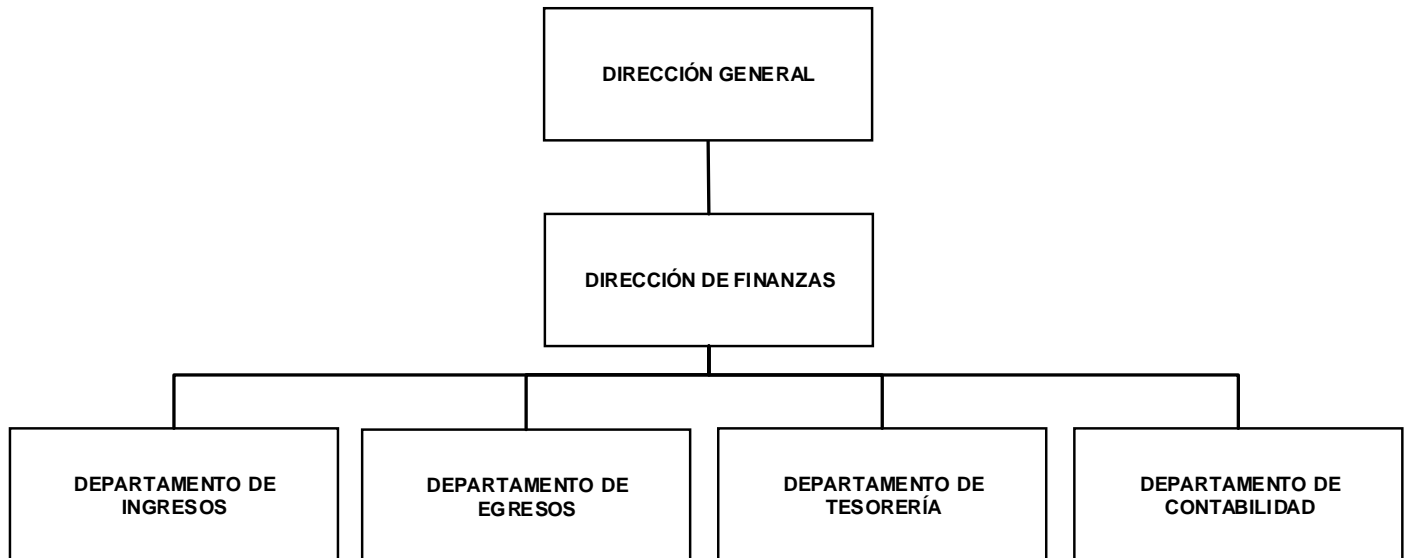 DIRECCIÓN GENERAL
DIRECCIÓN DE FINANZAS
DEPARTAMENTO DE
INGRESOS
DEPARTAMENTO DE
EGRESOS
DEPARTAMENTO DE
TESORERÍA
DEPARTAMENTO DE
CONTABILIDAD